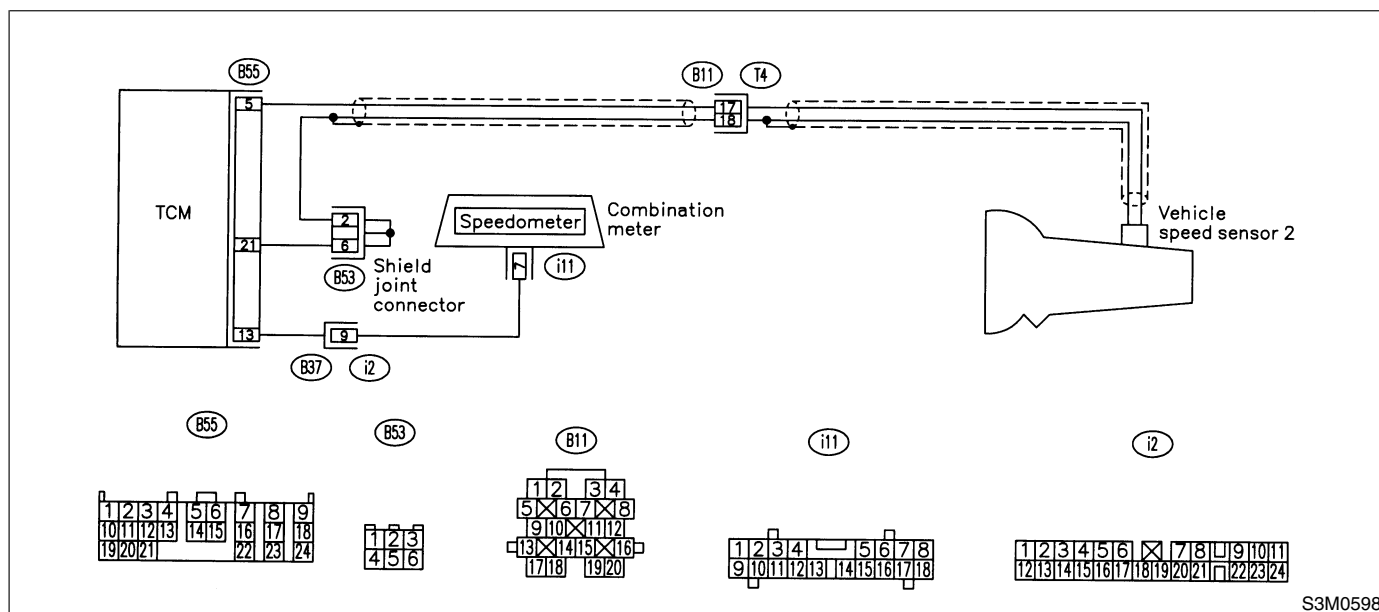 B55
B11 T4
5
17
18
TCM
2
6
21
B53
Shield
joint
connector
Speedometer
Combination
meter
7
i11
Vehicle
speed sensor 2
13
9
B37 i2
B55
B53
B11
i11
i2
1 2 3 4 5 6 7 8 9
10 11 12 13 14 15 16 17 18
19 20 21 22 23 24
1 2 3
4 5 6
1 2 3 4
5 6 7 8
9 10 11 12
13 14 15 16
17 18 19 20
1 2 3 4 5 6 7 8
9 10 11 12 13 14 15 16 17 18
1 2 3 4 5 6 7 8 9 10 11
12 13 14 15 16 17 18 19 20 21 22 23 24
S3M0598